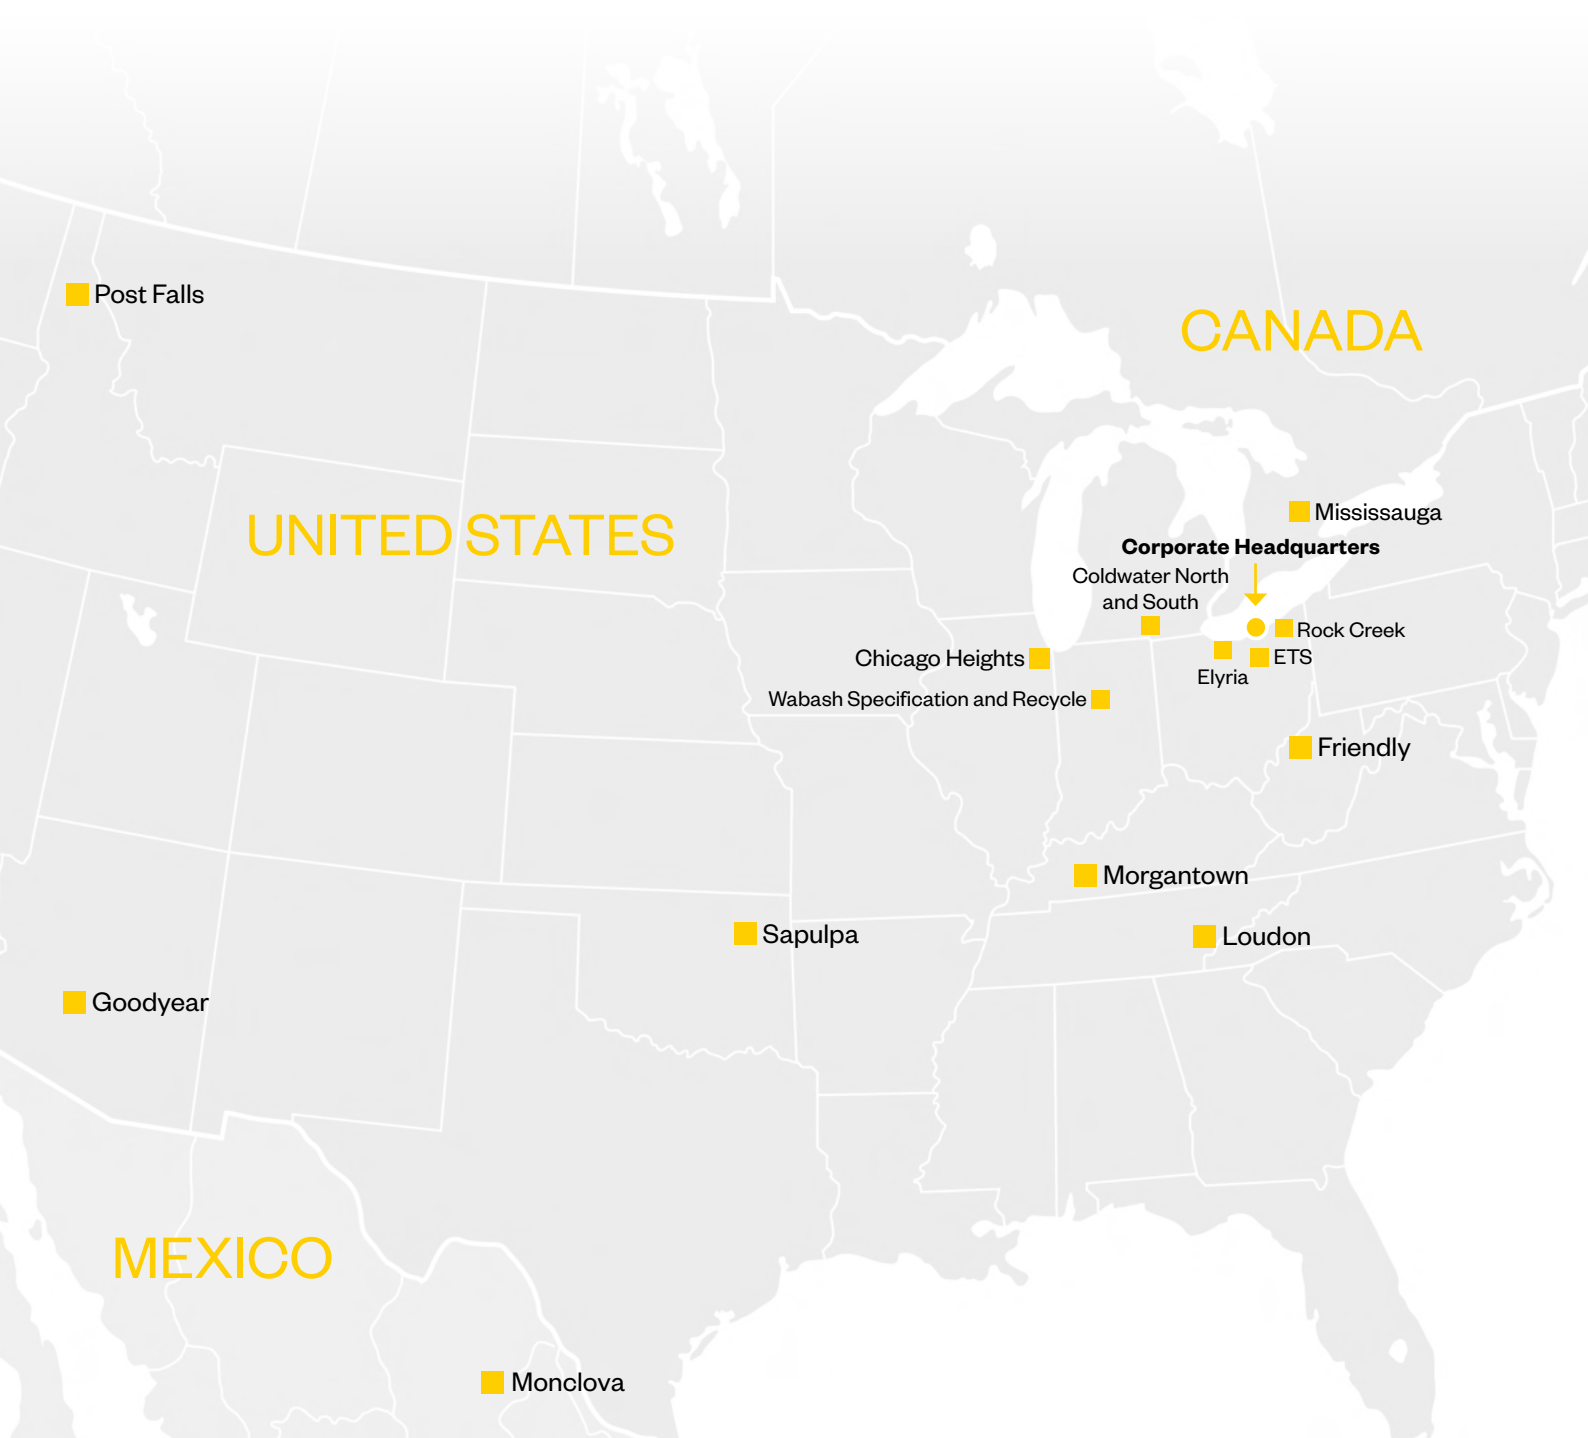 Post Falls
CANADA
UNITED STATES
Mississauga
Corporate Headquarters
Coldwater North
and South
Rock Creek
Chicago Heights
ETS
Elyria
Wabash Specification and Recycle
Friendly
Morgantown
Sapulpa
Loudon
Goodyear
MEXICO
Monclova